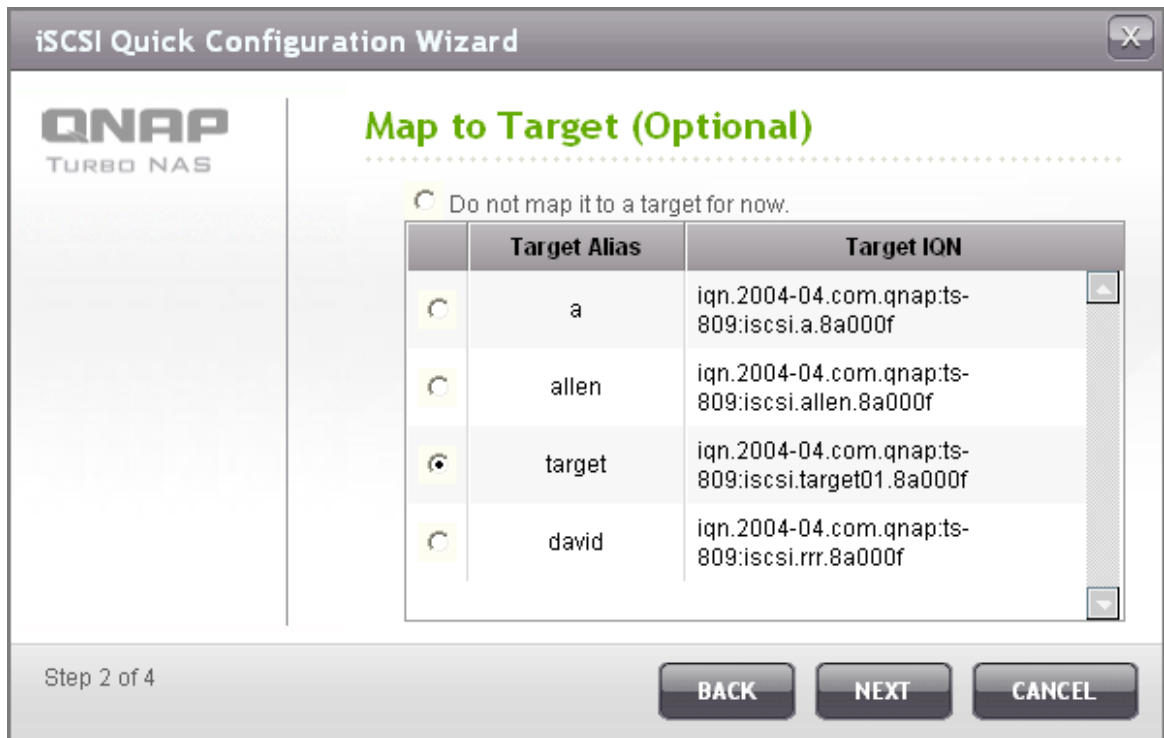 iSCSI Quick Configuration Wizard
X
QNAP
TURBO NAS
Map to Target (Optional)
Do not map it to a target for now.
Target Alias Target IQN
a
iqn.2004-04.com.qnap:ts-
809:iscsi.a.8a000f
allen
iqn.2004-04.com.qnap:ts-
809:iscsi.allen.8a000f
target
iqn.2004-04.com.qnap:ts-
809:iscsi.target01.8a000f
david
iqn.2004-04.com.qnap:ts-
809:iscsi.rrr.8a000f
Step 2 of 4
BACK NEXT CANCEL